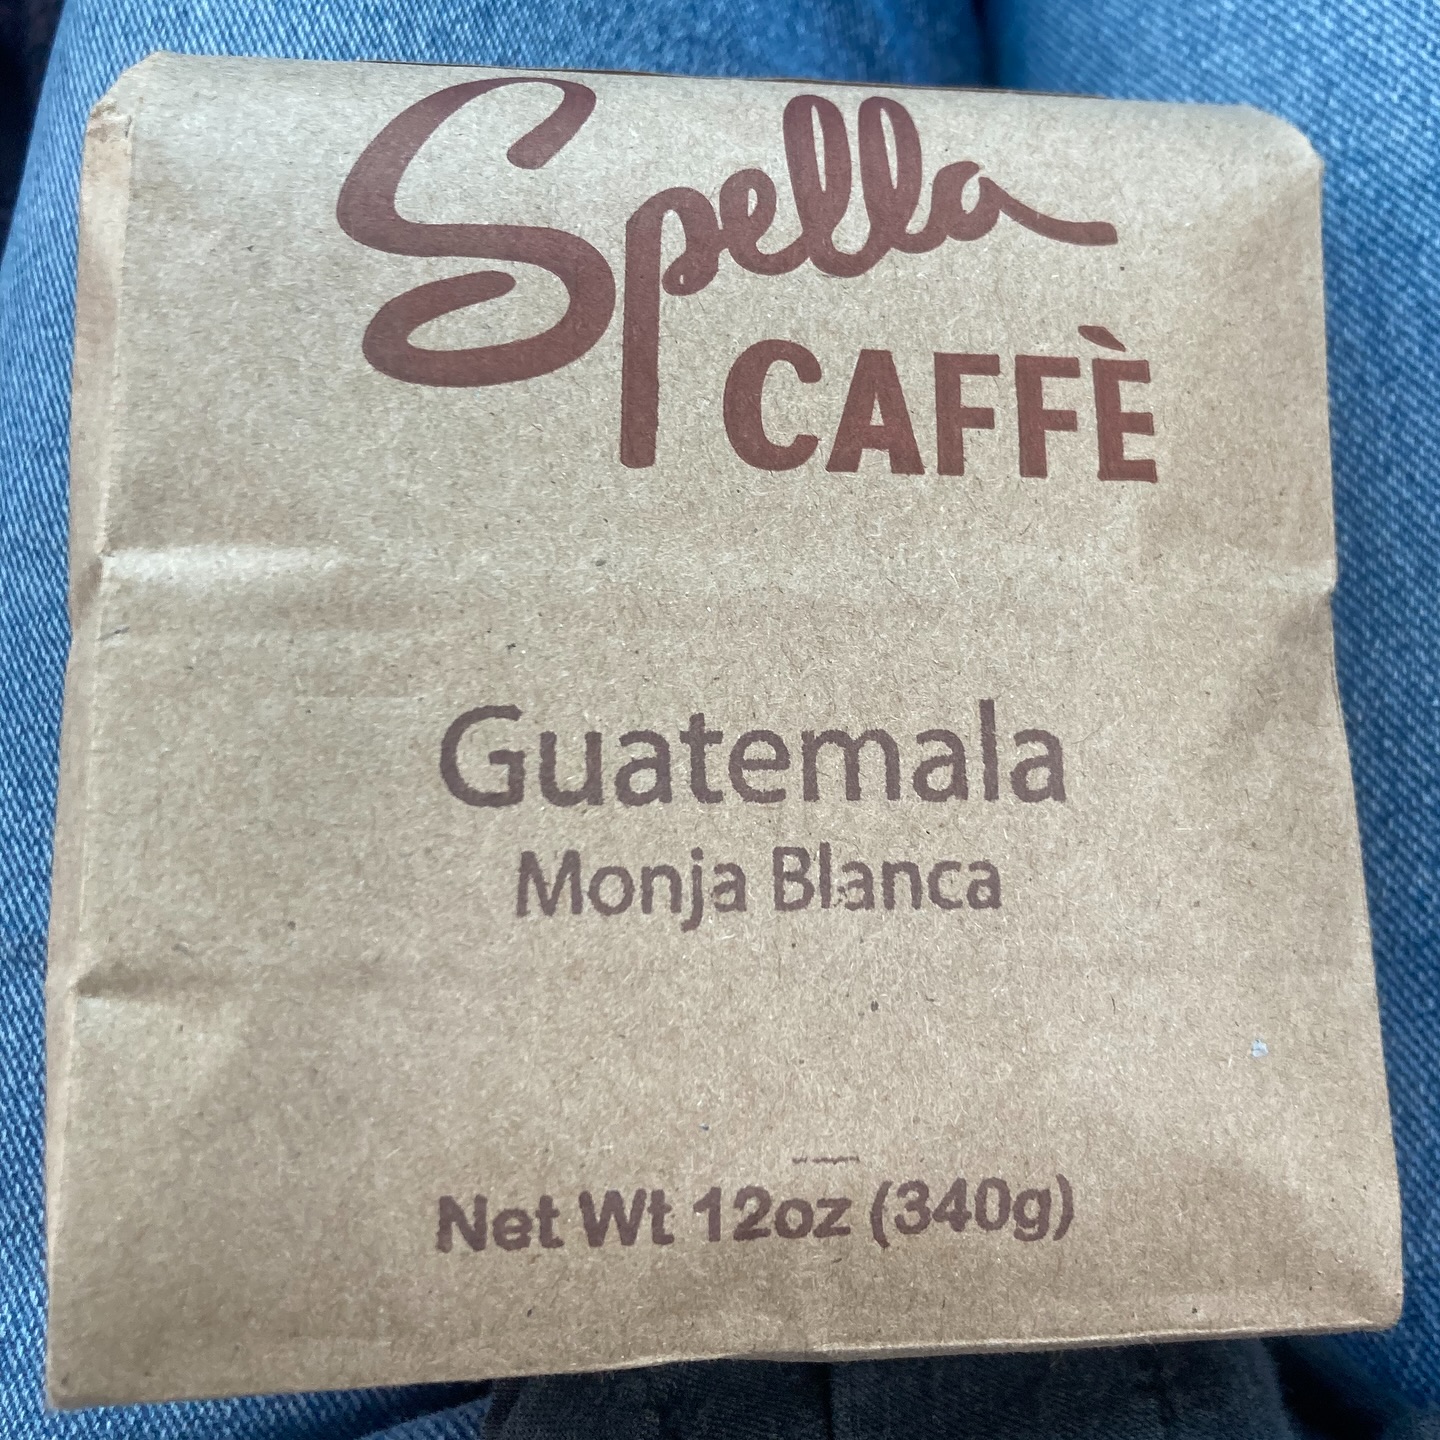 Spella
CAFFÈ
Guatemala
Monja Blanca
Net Wt 12oz (340g)